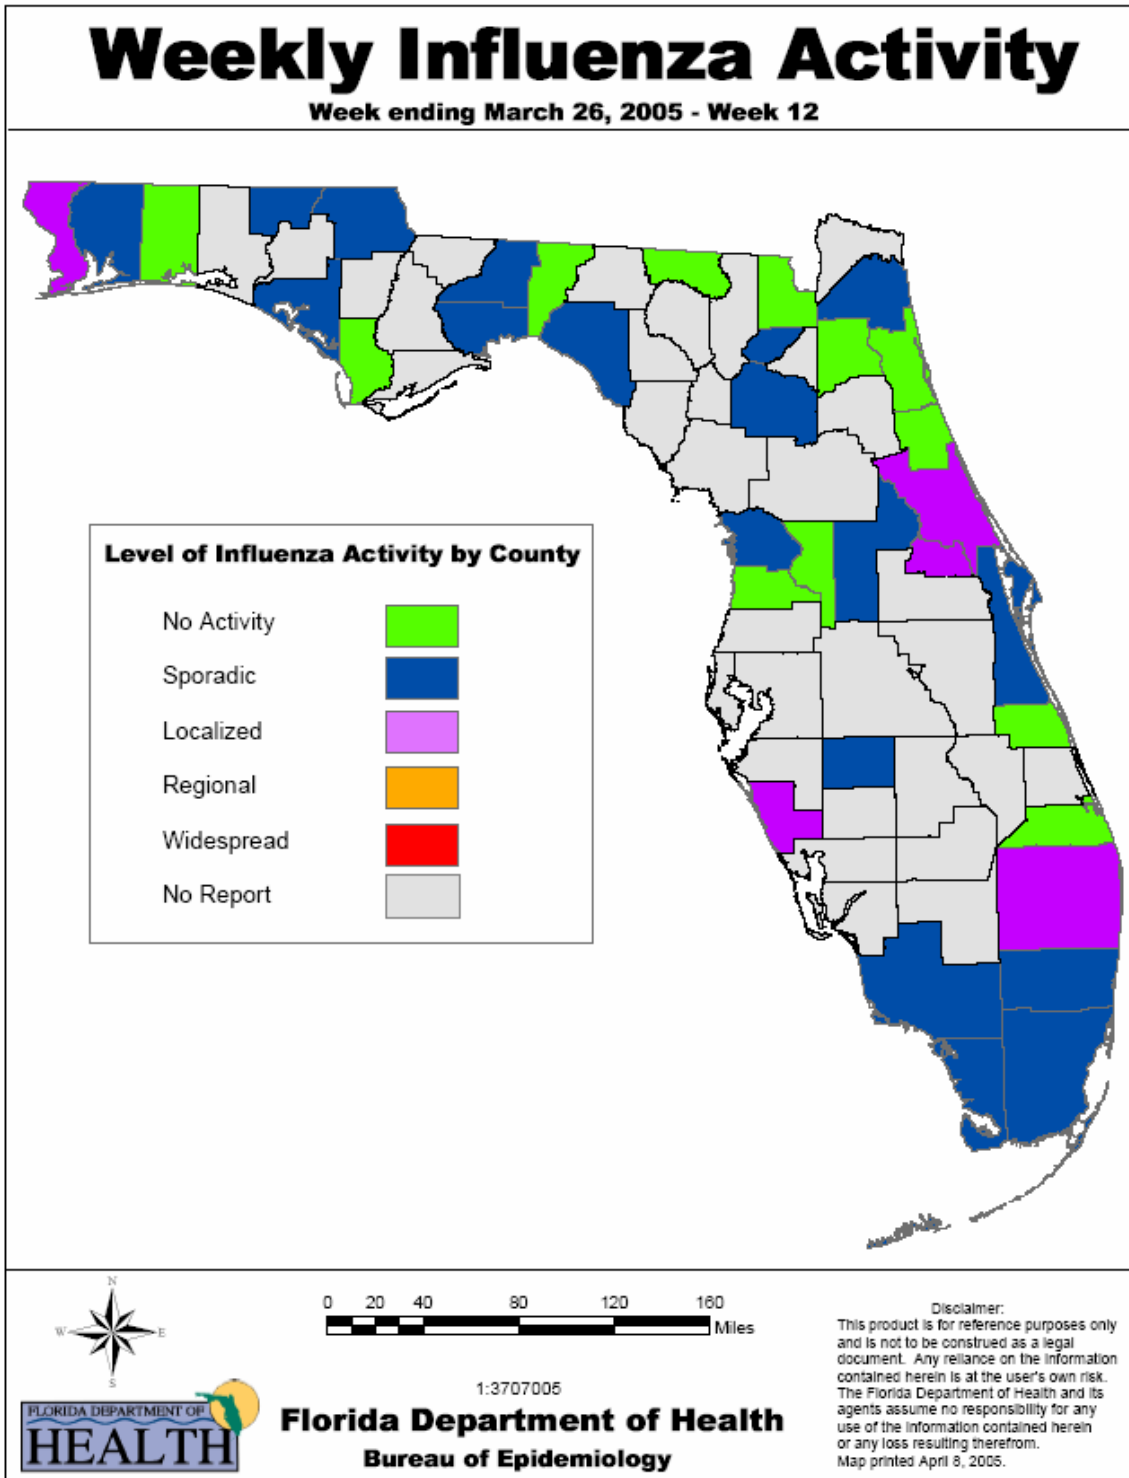 Weekly Influenza Activity
Week ending March 26, 2005 - Week 12
Level of Influenza Activity by County
No Activity
Sporadic
Localized
Regional
Widespread
No Report
N
W
E
S
0 20 40 80 120 160
Miles
1:3707005
FLORIDA DEPARTMENT OF
HEALTH
Florida Department of Health
Bureau of Epidemiology
Disclaimer:
This product is for reference purposes only
and is not to be construed as a legal
document. Any reliance on the information
contained herein is at the user's own risk.
The Florida Department of Health and its
agents assume no responsibility for any
use of the information contained herein
or any loss resulting therefrom.
Map printed April 8, 2005.